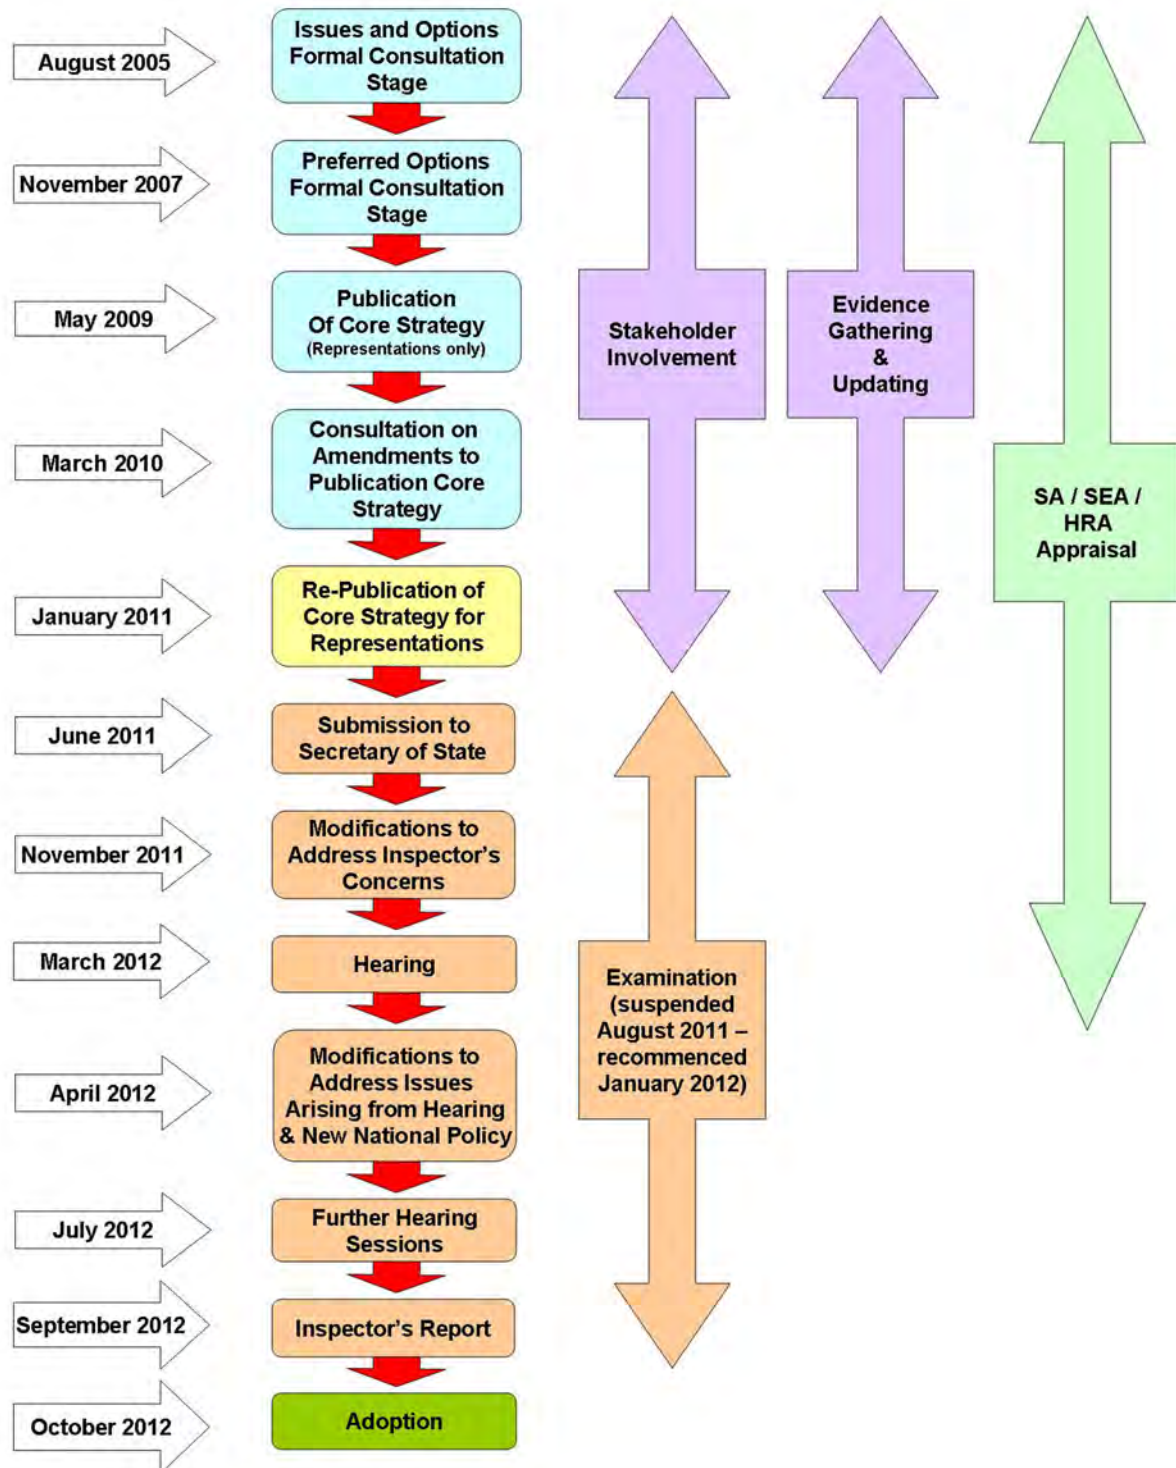 August 2005
Issues and Options
Formal Consultation
Stage
November 2007
Preferred Options
Formal Consultation
Stage
May 2009
Publication
Of Core Strategy
(Representations only)
March 2010
Consultation on
Amendments to
Publication Core
Strategy
January 2011
Re-Publication of
Core Strategy for
Representations
June 2011
Submission to
Secretary of State
November 2011
Modifications to
Address Inspector's
Concerns
March 2012
Hearing
April 2012
Modifications to
Address Issues
Arising from Hearing
& New National Policy
July 2012
Further Hearing
Sessions
September 2012
Inspector's Report
October 2012
Adoption
Stakeholder
Involvement
Evidence
Gathering
&
Updating
SA / SEA /
HRA
Appraisal
Examination
(suspended
August 2011 –
recommenced
January 2012)